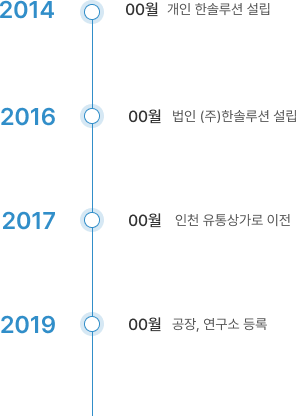 2014 00월 개인 한솔루션 설립
2016 00월 법인 (주)한솔루션 설립
2017 00월 인천 유통상가로 이전
2019 00월 공장, 연구소 등록